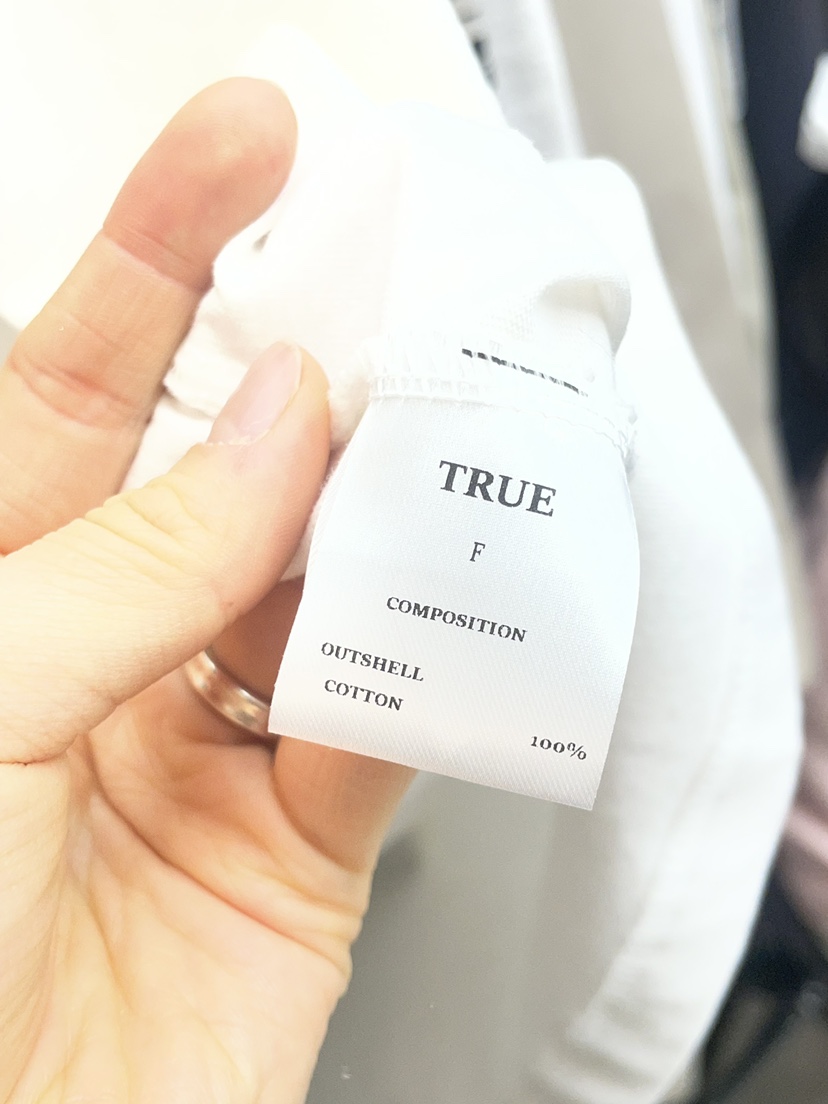 TRUE
F
COMPOSITION
OUTSHELL
COTTON
100%